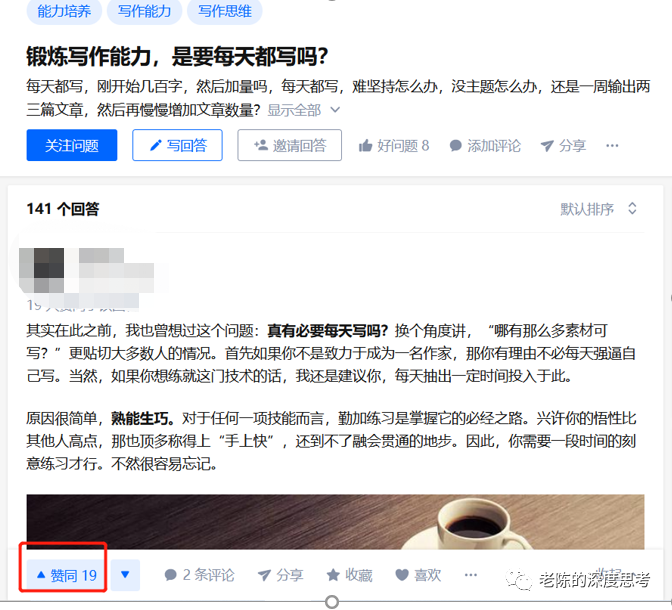 能力培养 写作能力 写作思维
锻炼写作能力，是要每天都写吗？
每天都写，刚开始几百字，然后加量吗，每天都写，难坚持怎么办，没主题怎么办，还是一周输出两
三篇文章，然后再慢慢增加文章数量？ 显示全部
关注问题 写回答 邀请回答 好问题 8 添加评论 分享 ···
141 个回答 默认排序
其实在此之前，我也曾想过这个问题：真有必要每天写吗？换个角度讲，“哪有那么多素材可
写？”更贴切大多数人的情况。首先如果你不是致力于成为一名作家，那你有理由不必每天强逼自
己写。当然，如果你想练就这门技术的话，我还是建议你，每天抽出一定时间投入于此。
原因很简单，熟能生巧。对于任何一项技能而言，勤加练习是掌握它的必经之路。兴许你的悟性比
其他人高点，那也顶多称得上“手上快”，还到不了融会贯通的地步。因此，你需要一段时间的刻
意练习才行。不然很容易忘记。
赞同 19 2 条评论 分享 收藏 喜欢 ···
老陈的深度思考